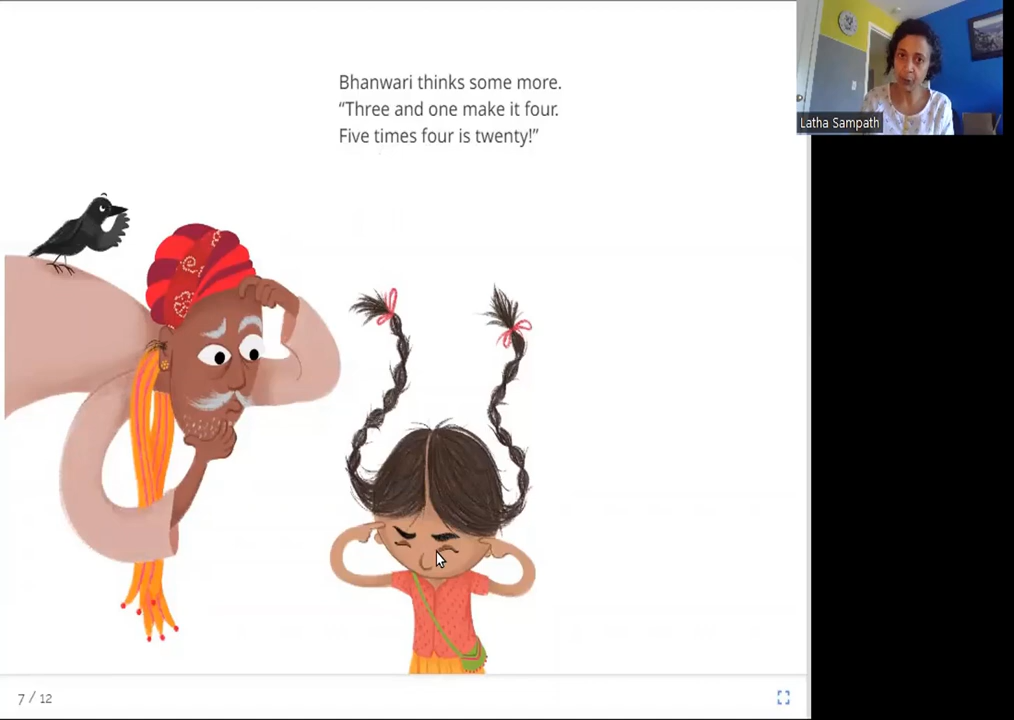 Bhanwari thinks some more.
“Three and one make it four.
Five times four is twenty!”
Latha Sampath
7 / 12